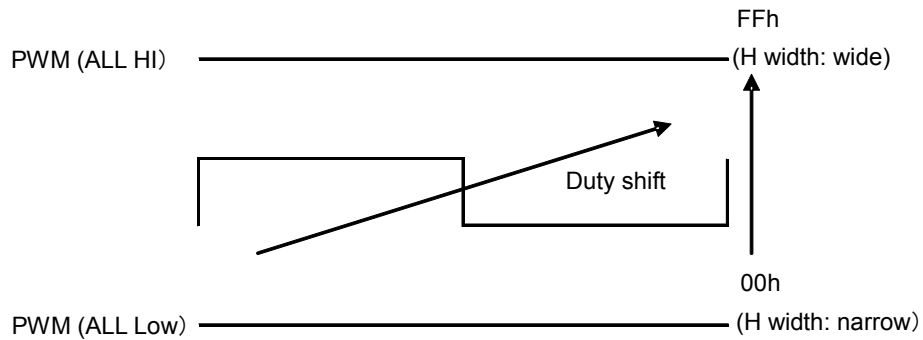 FFh
PWM (ALL HI）
(H width: wide)
Duty shift
00h
PWM (ALL Low）
(H width: narrow）